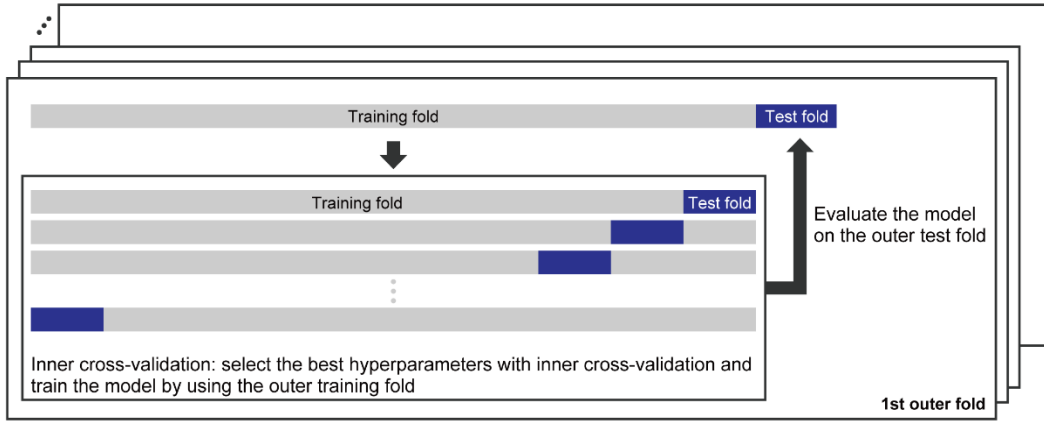 Training fold
Test fold
Training fold
Test fold
Evaluate the model
on the outer test fold
Inner cross-validation: select the best hyperparameters with inner cross-validation and
train the model by using the outer training fold
1st outer fold